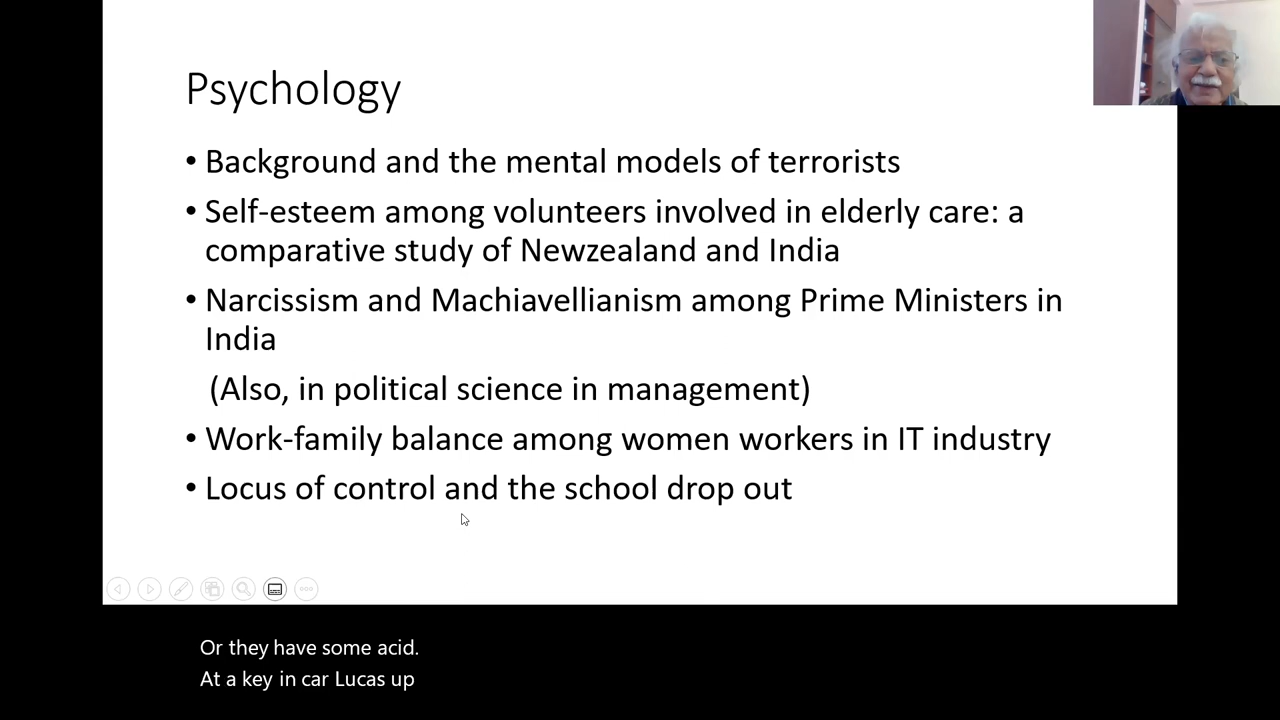 Psychology
• Background and the mental models of terrorists
• Self-esteem among volunteers involved in elderly care: a
comparative study of Newzealand and India
• Narcissism and Machiavellianism among Prime Ministers in
India
(Also, in political science in management)
• Work-family balance among women workers in IT industry
• Locus of control and the school drop out
Or they have some acid.
At a key in car Lucas up